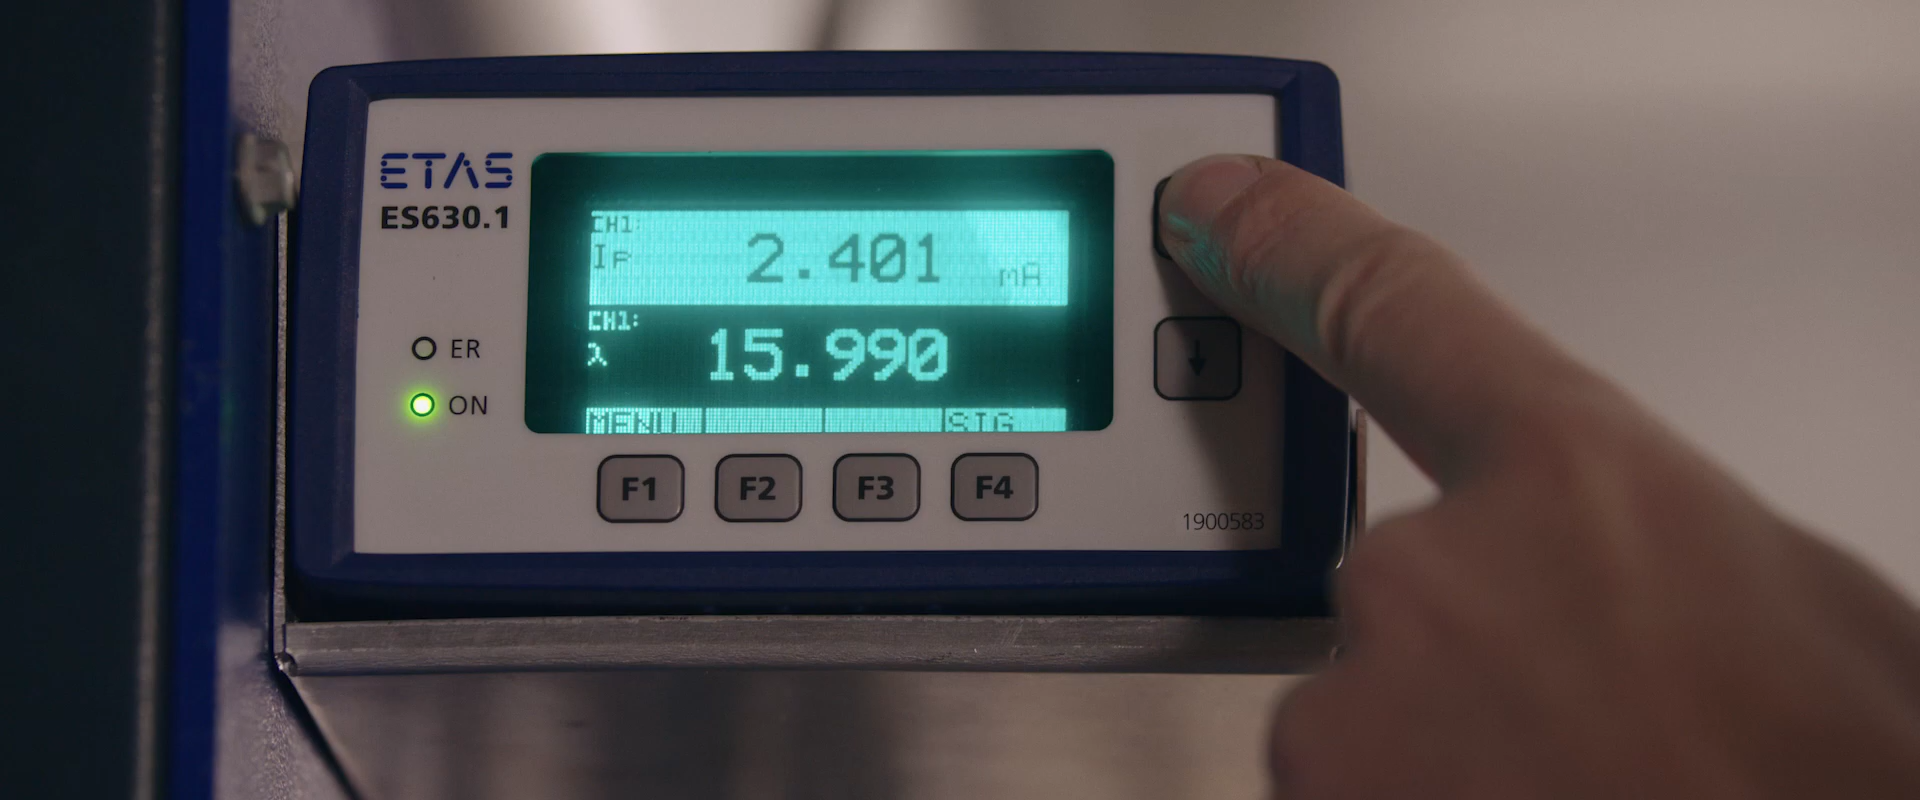 ETAS
ES630.1
CH1:
Ip 2.401 mA
CH1:
λ 15.990
ER
ON
MENU SIG
F1 F2 F3 F4
↓
1900583